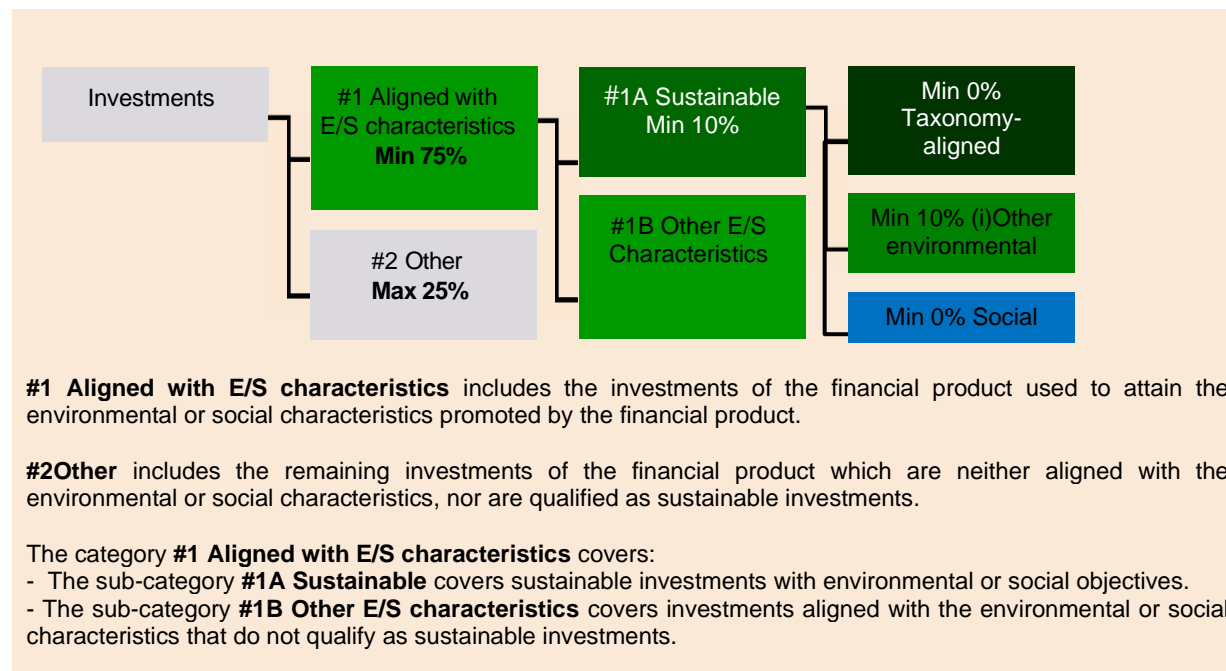 Investments
#1 Aligned with
E/S characteristics
Min 75%
#2 Other
Max 25%
#1A Sustainable
Min 10%
#1B Other E/S
Characteristics
Min 0%
Taxonomy-
aligned
Min 10% (i)Other
environmental
Min 0% Social
#1 Aligned with E/S characteristics includes the investments of the financial product used to attain the
environmental or social characteristics promoted by the financial product.
#2Other includes the remaining investments of the financial product which are neither aligned with the
environmental or social characteristics, nor are qualified as sustainable investments.
The category #1 Aligned with E/S characteristics covers:
- The sub-category #1A Sustainable covers sustainable investments with environmental or social objectives.
- The sub-category #1B Other E/S characteristics covers investments aligned with the environmental or social
characteristics that do not qualify as sustainable investments.